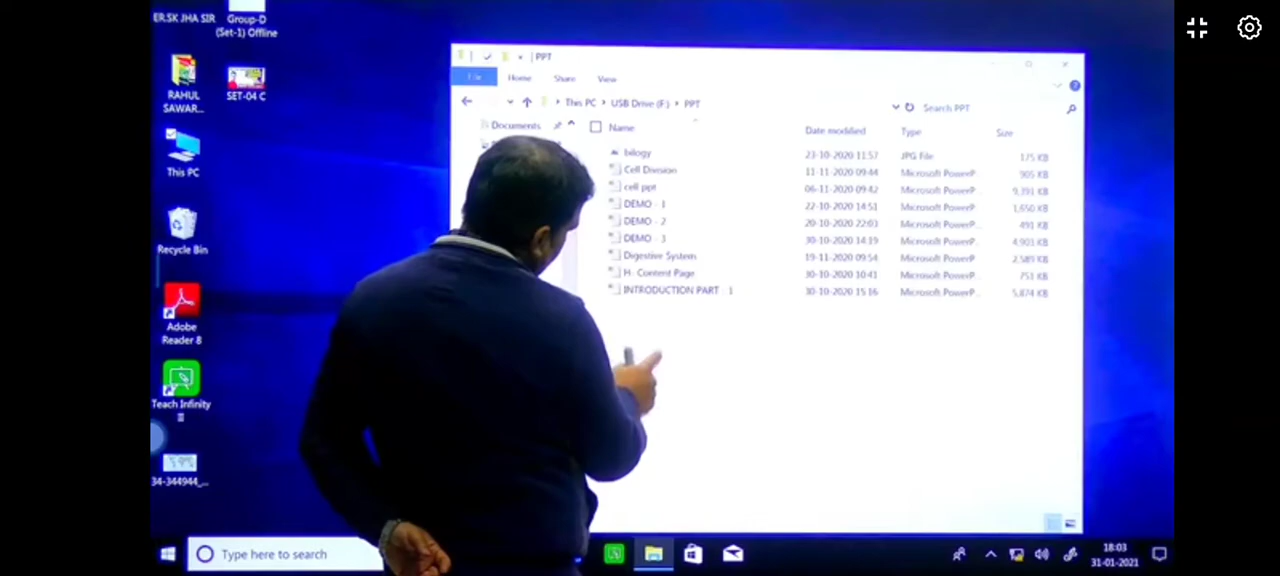 ER.SK JHA SIR
Group-D
(Set-1) Offline
RAHUL
SAWAR...
SET-04 C
This PC
Recycle Bin
Adobe
Reader 8
Teach Infinity
34-344944_...
PPT
File Home Share View
This PC > USB Drive (F:) > PPT
Search PPT
Documents
Name Date modified Type Size
bilogy 23-10-2020 11:57 JPG File 175 KB
Cell Division 11-11-2020 09:44 Microsoft PowerP... 905 KB
cell ppt 06-11-2020 09:42 Microsoft PowerP... 9,391 KB
DEMO - 1 22-10-2020 14:51 Microsoft PowerP... 1,650 KB
DEMO - 2 20-10-2020 22:03 Microsoft PowerP... 491 KB
DEMO - 3 30-10-2020 14:19 Microsoft PowerP... 4,903 KB
Digestive System 19-11-2020 09:54 Microsoft PowerP... 2,589 KB
H- Content Page 30-10-2020 10:41 Microsoft PowerP... 751 KB
INTRODUCTION PART - 1 30-10-2020 15:16 Microsoft PowerP... 5,874 KB
Type here to search
18:03
31-01-2021